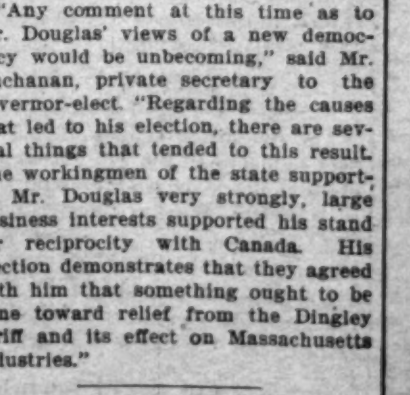 "Any comment at this time as to
r. Douglas' views of a new democ-
cy would be unbecoming," said Mr.
chanan, private secretary to the
vernor-elect. "Regarding the causes
at led to his election, there are sev-
al things that tended to this result.
e workingmen of the state support-
Mr. Douglas very strongly, large
siness interests supported his stand
r reciprocity with Canada. His
ection demonstrates that they agreed
th him that something ought to be
ne toward relief from the Dingley
riff and its effect on Massachusetts
dustries."